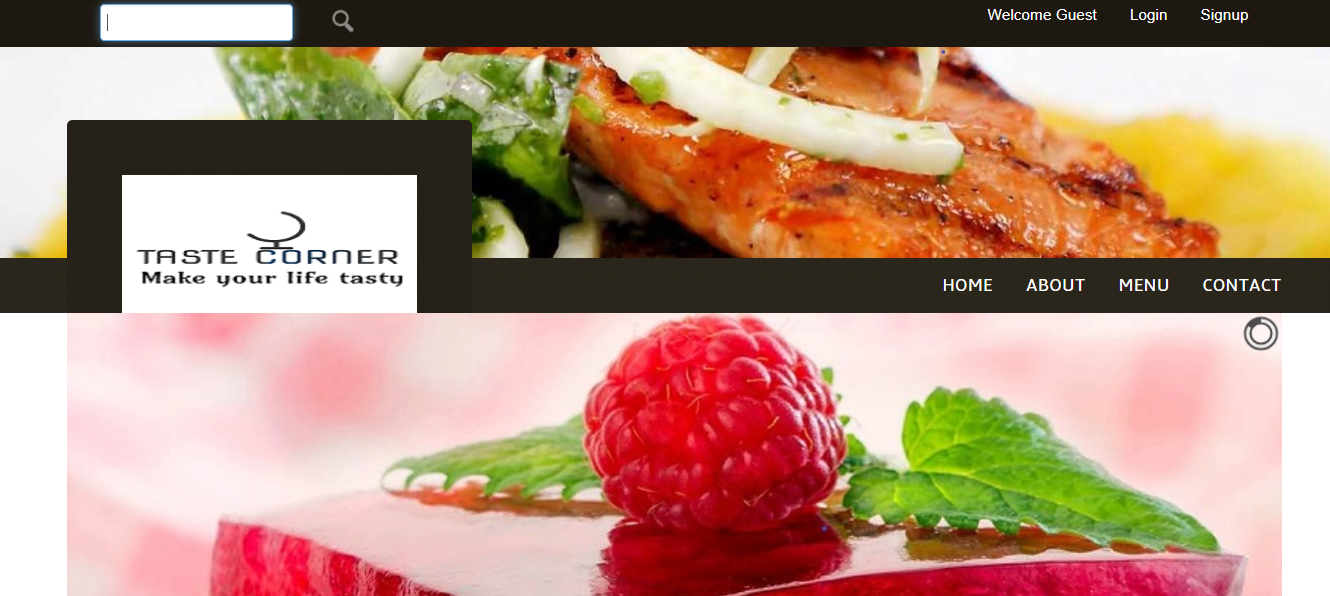 Welcome Guest Login Signup
TASTE CORNER
Make your life tasty
HOME ABOUT MENU CONTACT